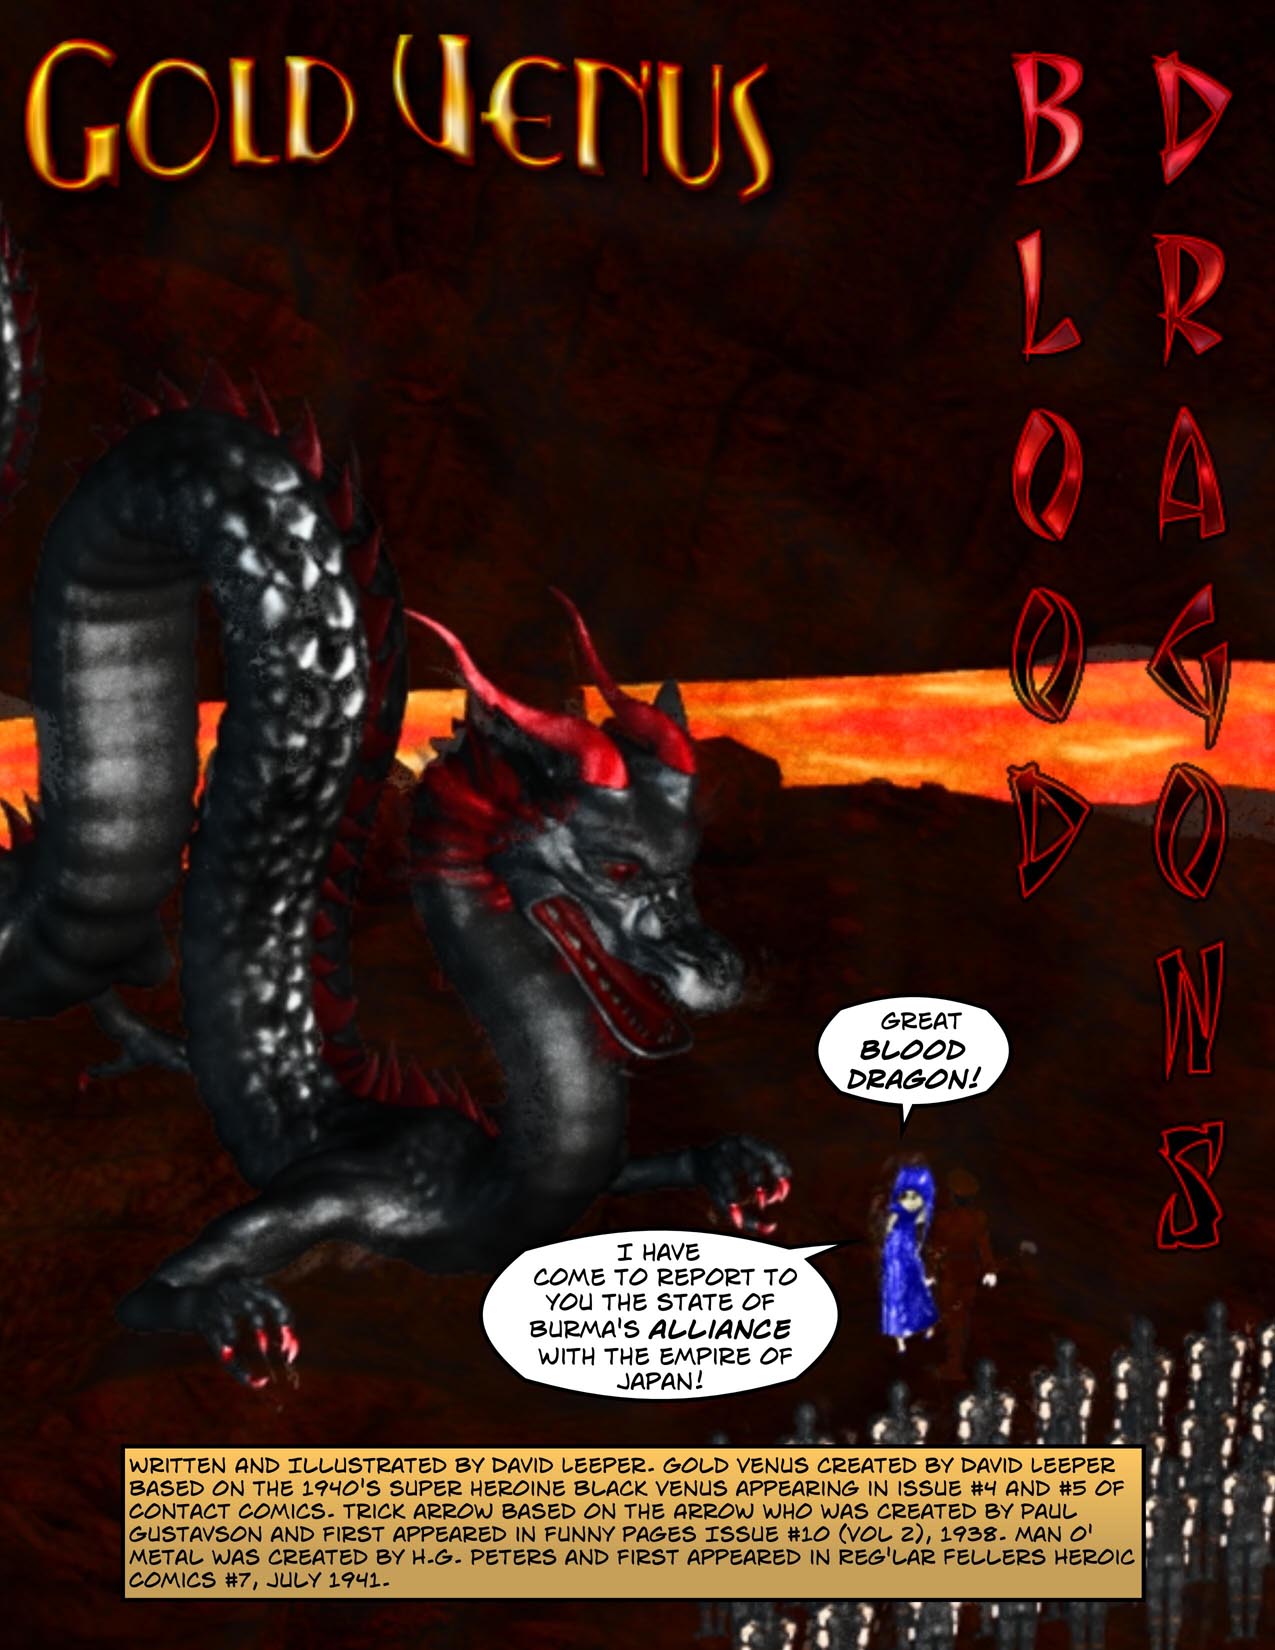 GOLD VENUS
BLOOD
DRAGONS
GREAT
BLOOD
DRAGON!
I HAVE
COME TO REPORT TO
YOU THE STATE OF
BURMA'S ALLIANCE
WITH THE EMPIRE OF
JAPAN!
WRITTEN AND ILLUSTRATED BY DAVID LEEPER. GOLD VENUS CREATED BY DAVID LEEPER
BASED ON THE 1940'S SUPER HEROINE BLACK VENUS APPEARING IN ISSUE #4 AND #5 OF
CONTACT COMICS. TRICK ARROW BASED ON THE ARROW WHO WAS CREATED BY PAUL
GUSTAVSON AND FIRST APPEARED IN FUNNY PAGES ISSUE #10 (VOL 2), 1938. MAN O'
METAL WAS CREATED BY H.G. PETERS AND FIRST APPEARED IN REG'LAR FELLERS HEROIC
COMICS #7, JULY 1941.